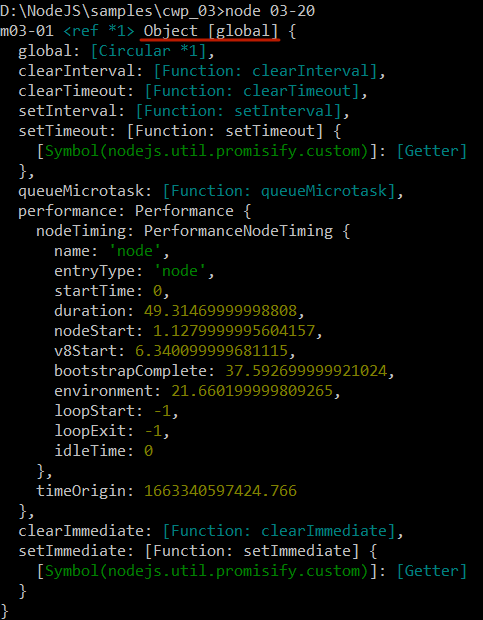 D:\NodeJS\samples\cwp_03>node 03-20
m03-01 <ref *1> Object [global] {
  global: [Circular *1],
  clearInterval: [Function: clearInterval],
  clearTimeout: [Function: clearTimeout],
  setInterval: [Function: setInterval],
  setTimeout: [Function: setTimeout] {
    [Symbol(nodejs.util.promisify.custom)]: [Getter]
  },
  queueMicrotask: [Function: queueMicrotask],
  performance: Performance {
    nodeTiming: PerformanceNodeTiming {
      name: 'node',
      entryType: 'node',
      startTime: 0,
      duration: 49.31469999998808,
      nodeStart: 1.1279999995604157,
      v8Start: 6.340099999681115,
      bootstrapComplete: 37.592699999921024,
      environment: 21.660199999809265,
      loopStart: -1,
      loopExit: -1,
      idleTime: 0
    },
    timeOrigin: 1663340597424.766
  },
  clearImmediate: [Function: clearImmediate],
  setImmediate: [Function: setImmediate] {
    [Symbol(nodejs.util.promisify.custom)]: [Getter]
  }
}